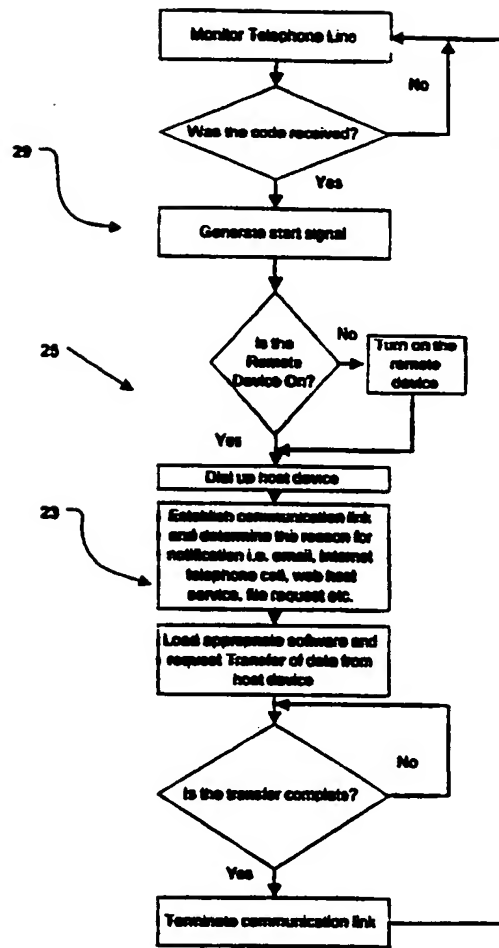 Monitor Telephone Line
No
Was the code received?
29
Yes
Generate start signal
Is the
Remote
Device On?
No
Turn on the
remote
device
25
Yes
Dial up host device
23
Establish communication link
and determine the reason for
notification i.e. email, Internet
telephone call, web host
service, file request etc.
Load appropriate software and
request Transfer of data from
host device
No
Is the transfer complete?
Yes
Terminate communication link